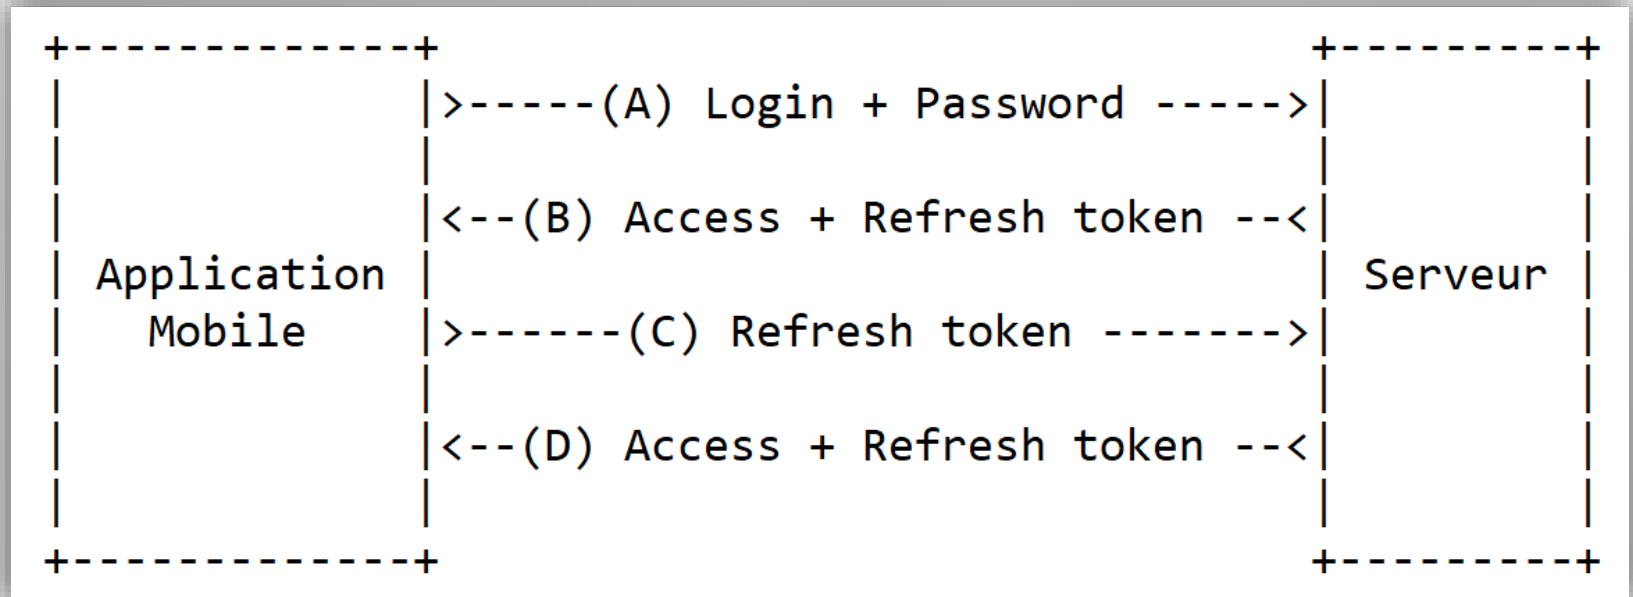 +-------------+                                 +---------+
|             |>-----(A) Login + Password ----->|         |
|             |                                 |         |
|             |<--(B) Access + Refresh token --<|         |
| Application |                                 | Serveur |
|   Mobile    |>------(C) Refresh token ------->|         |
|             |                                 |         |
|             |<--(D) Access + Refresh token --<|         |
|             |                                 |         |
+-------------+                                 +---------+